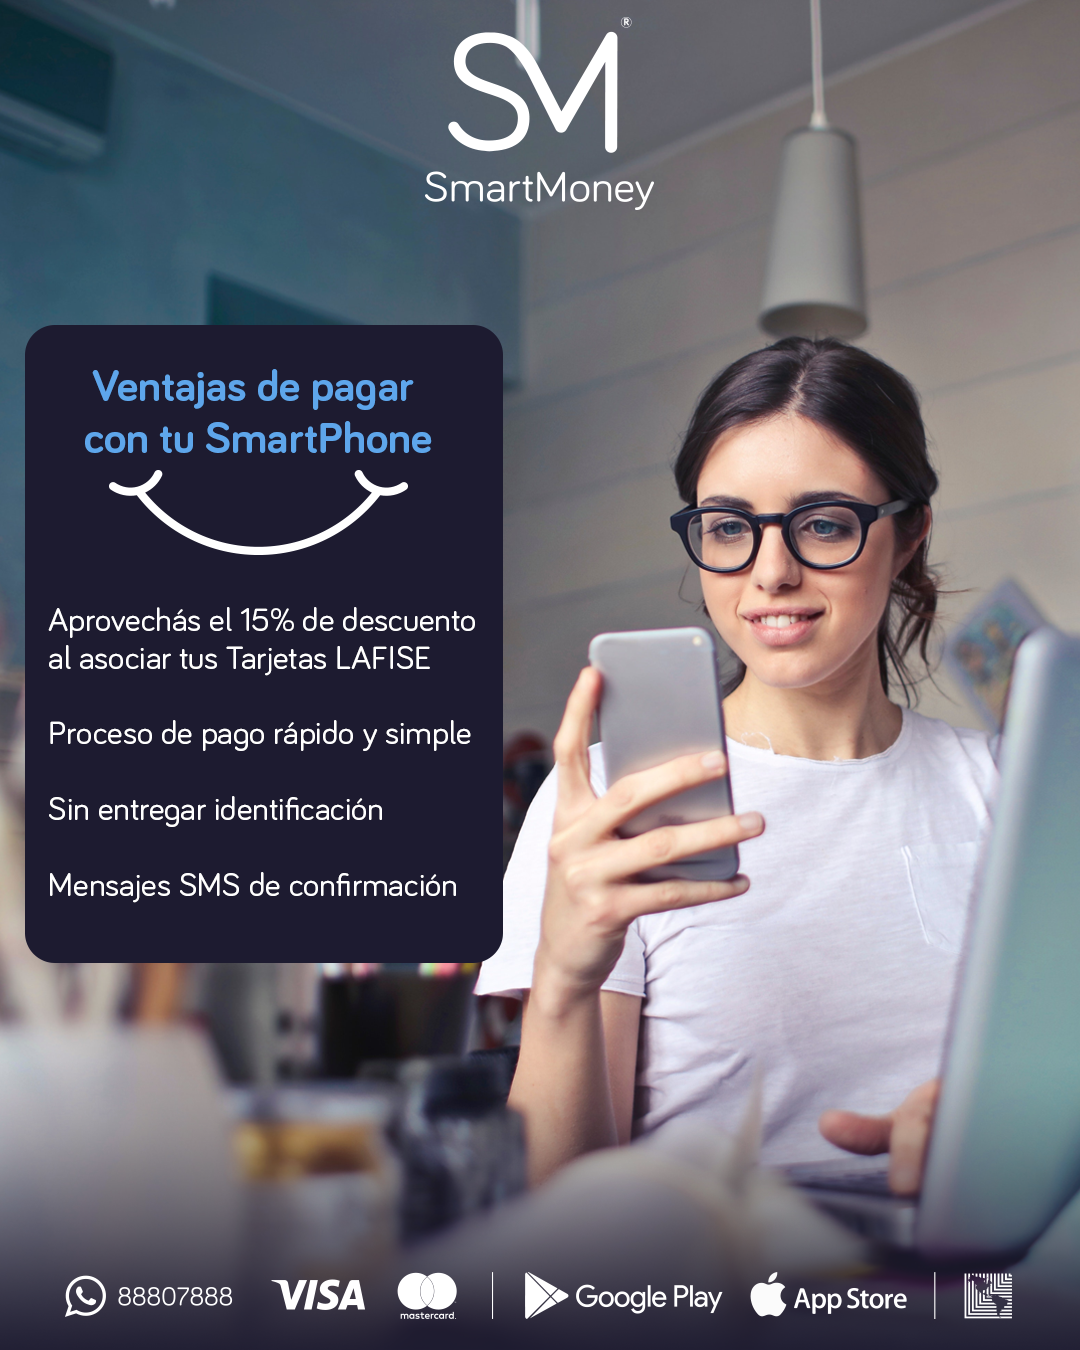 SM®
SmartMoney
Ventajas de pagar
con tu SmartPhone
Aprovechás el 15% de descuento
al asociar tus Tarjetas LAFISE
Proceso de pago rápido y simple
Sin entregar identificación
Mensajes SMS de confirmación
88807888 VISA mastercard. Google Play App Store